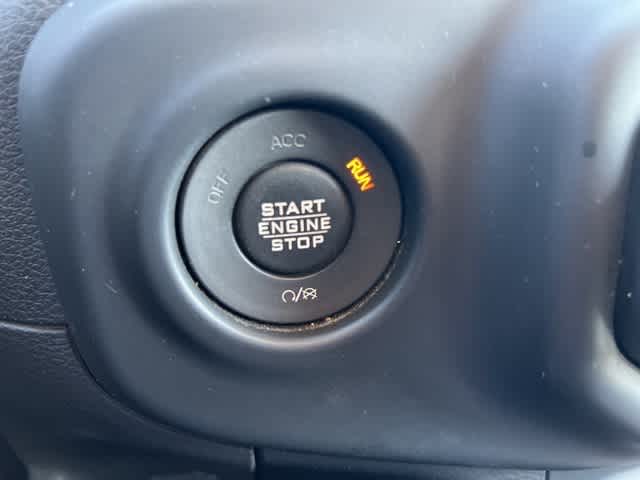 ACC
OFF
RUN
START
ENGINE
STOP